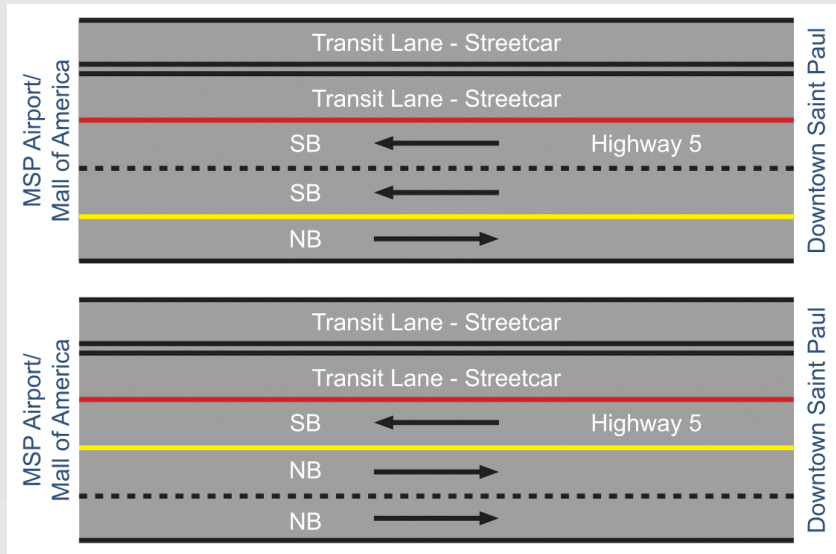 MSP Airport/
Mall of America
Transit Lane - Streetcar
Transit Lane - Streetcar
SB Highway 5
SB
NB
Downtown Saint Paul
MSP Airport/
Mall of America
Transit Lane - Streetcar
Transit Lane - Streetcar
SB Highway 5
NB
NB
Downtown Saint Paul